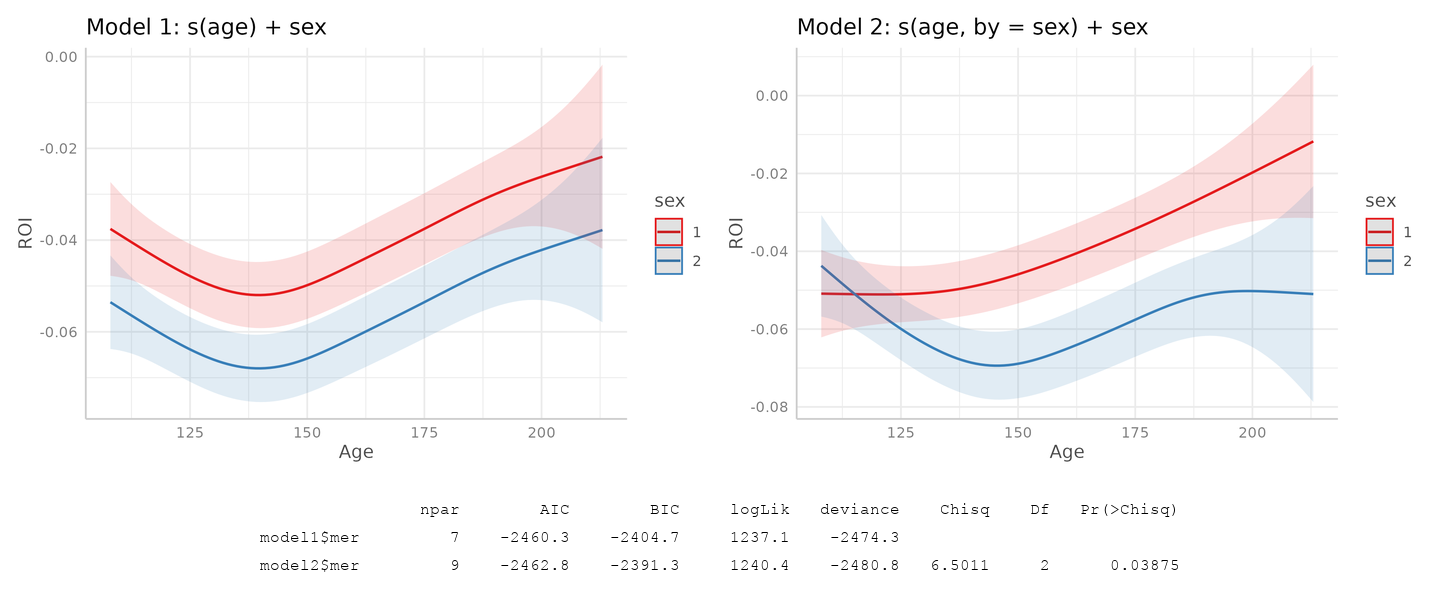 Model 1: s(age) + sex
0.00
-0.02
-0.04
-0.06
ROI
125 150 175 200
Age
sex
1
2
Model 2: s(age, by = sex) + sex
0.00
-0.02
-0.04
-0.06
-0.08
ROI
125 150 175 200
Age
sex
1
2
npar AIC BIC logLik deviance Chisq Df Pr(>Chisq)
model1$mer 7 -2460.3 -2404.7 1237.1 -2474.3
model2$mer 9 -2462.8 -2391.3 1240.4 -2480.8 6.5011 2 0.03875